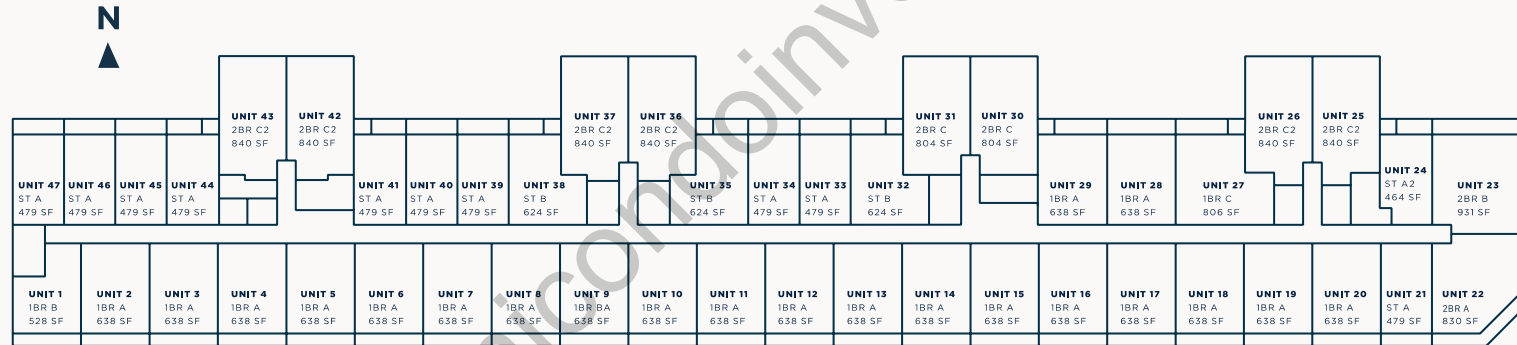 N
UNIT 43
2BR C2
840 SF
UNIT 42
2BR C2
840 SF
UNIT 37
2BR C2
840 SF
UNIT 36
2BR C2
840 SF
UNIT 31
2BR C
804 SF
UNIT 30
2BR C
804 SF
UNIT 26
2BR C2
840 SF
UNIT 25
2BR C2
840 SF
UNIT 47
ST A
479 SF
UNIT 46
ST A
479 SF
UNIT 45
ST A
479 SF
UNIT 44
ST A
479 SF
UNIT 41
ST A
479 SF
UNIT 40
ST A
479 SF
UNIT 39
ST A
479 SF
UNIT 38
ST B
624 SF
UNIT 35
ST B
624 SF
UNIT 34
ST A
479 SF
UNIT 33
ST A
479 SF
UNIT 32
ST B
624 SF
UNIT 29
1BR A
638 SF
UNIT 28
1BR A
638 SF
UNIT 27
1BR C
806 SF
UNIT 24
ST A2
464 SF
UNIT 23
2BR B
931 SF
UNIT 1
1BR B
528 SF
UNIT 2
1BR A
638 SF
UNIT 3
1BR A
638 SF
UNIT 4
1BR A
638 SF
UNIT 5
1BR A
638 SF
UNIT 6
1BR A
638 SF
UNIT 7
1BR A
638 SF
UNIT 8
1BR A
638 SF
UNIT 9
1BR BA
638 SF
UNIT 10
1BR A
638 SF
UNIT 11
1BR A
638 SF
UNIT 12
1BR A
638 SF
UNIT 13
1BR A
638 SF
UNIT 14
1BR A
638 SF
UNIT 15
1BR A
638 SF
UNIT 16
1BR A
638 SF
UNIT 17
1BR A
638 SF
UNIT 18
1BR A
638 SF
UNIT 19
1BR A
638 SF
UNIT 20
1BR A
638 SF
UNIT 21
ST A
479 SF
UNIT 22
2BR A
830 SF